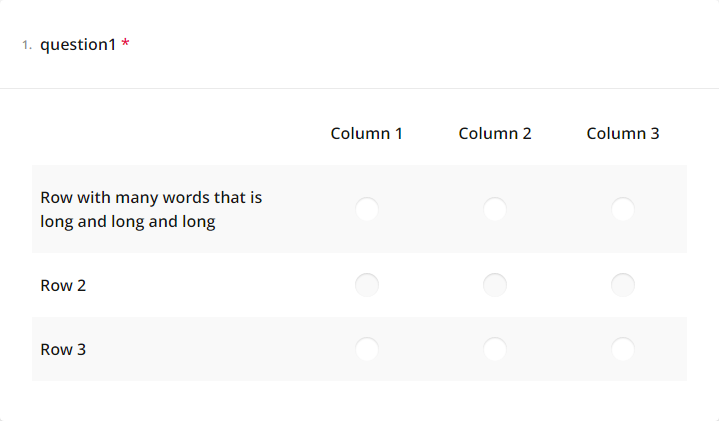 1. question1 *
Column 1 Column 2 Column 3
Row with many words that is
long and long and long
Row 2
Row 3